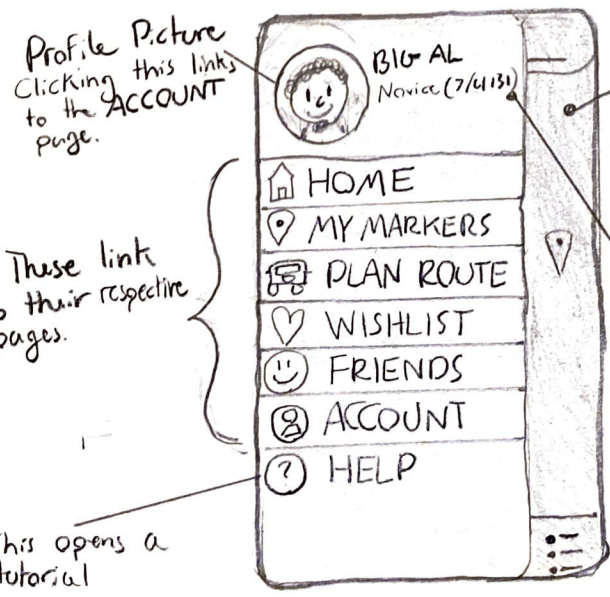 Profile Picture
Clicking this links
to the ACCOUNT
page.
BIG AL
HOME
MY MARKERS
PLAN ROUTE
WISHLIST
FRIENDS
ACCOUNT
? HELP
These link
their respective
pages.
This opens a
tutorial